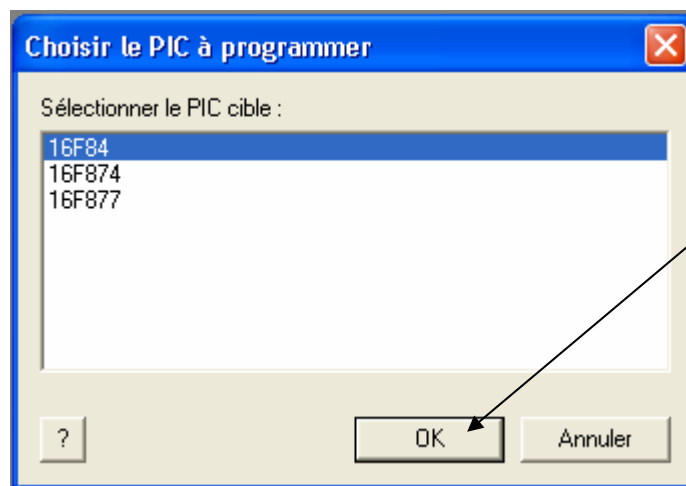 Choisir le PIC à programmer
Sélectionner le PIC cible :
16F84
16F874
16F877
? OK Annuler